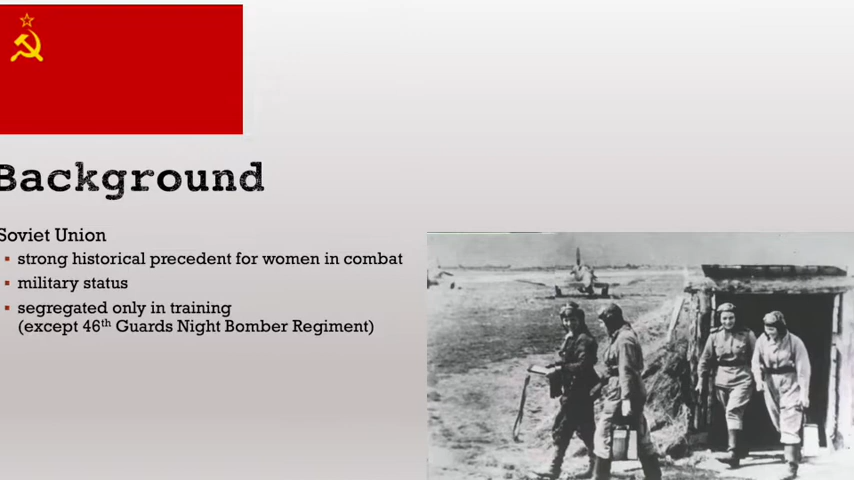 Background
Soviet Union
▪ strong historical precedent for women in combat
▪ military status
▪ segregated only in training
(except 46th Guards Night Bomber Regiment)